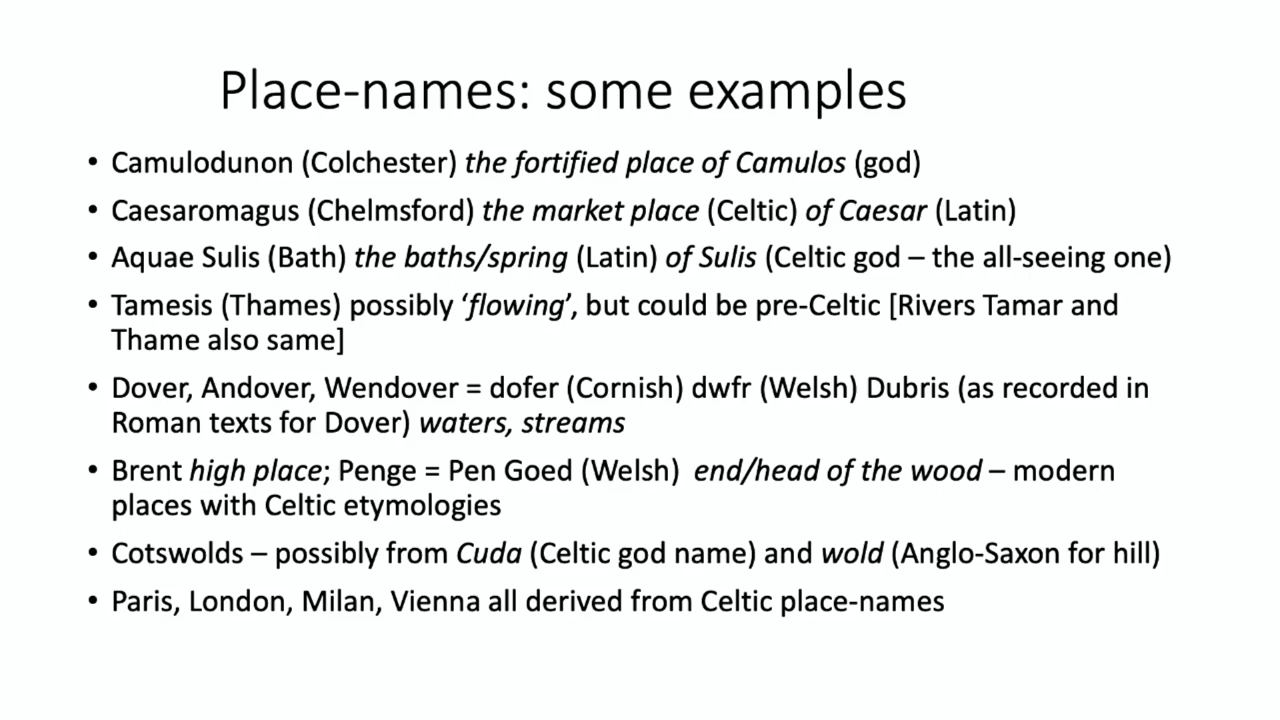 Place-names: some examples
• Camulodunon (Colchester) the fortified place of Camulos (god)
• Caesaromagus (Chelmsford) the market place (Celtic) of Caesar (Latin)
• Aquae Sulis (Bath) the baths/spring (Latin) of Sulis (Celtic god – the all-seeing one)
• Tamesis (Thames) possibly ‘flowing’, but could be pre-Celtic [Rivers Tamar and
Thame also same]
• Dover, Andover, Wendover = dofer (Cornish) dwfr (Welsh) Dubris (as recorded in
Roman texts for Dover) waters, streams
• Brent high place; Penge = Pen Goed (Welsh) end/head of the wood – modern
places with Celtic etymologies
• Cotswolds – possibly from Cuda (Celtic god name) and wold (Anglo-Saxon for hill)
• Paris, London, Milan, Vienna all derived from Celtic place-names